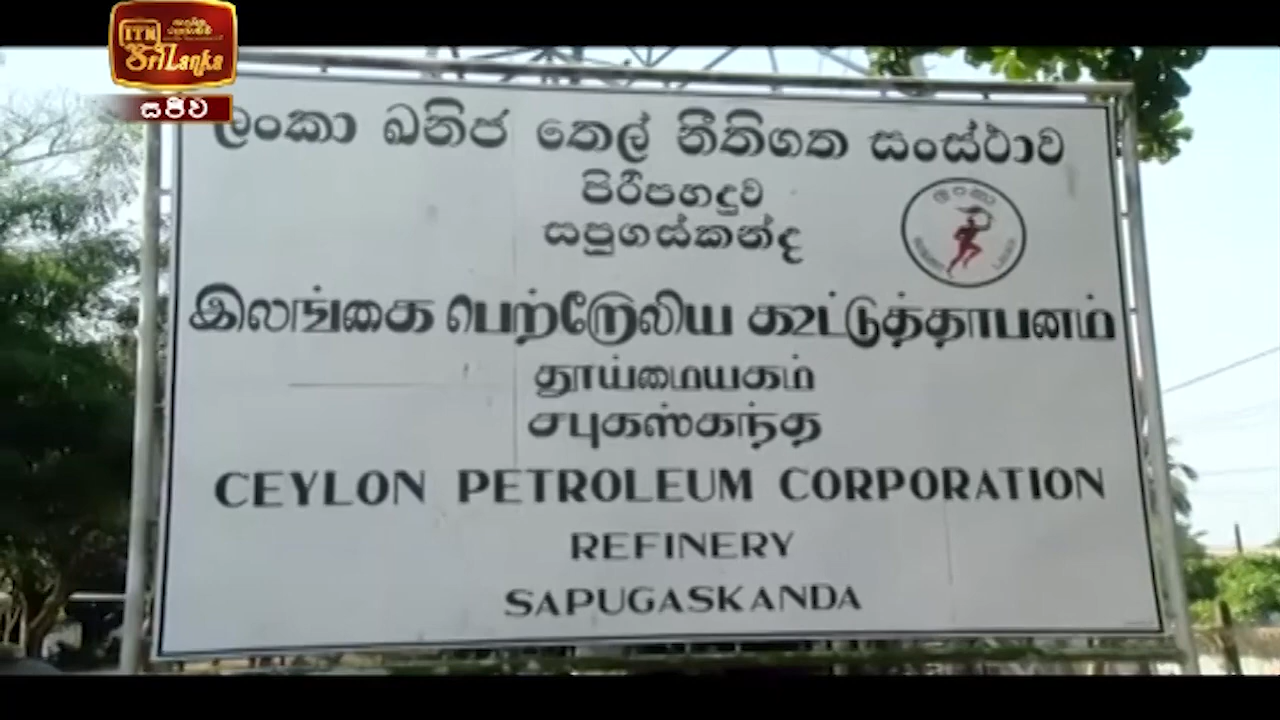 ITN
Sri Lanka
සජීව
ලංකා ඛනිජ තෙල් නීතිගත සංස්ථාව
පිරිපහදුව
සපුගස්කන්ද
ලංකා
இலங்கை பெற்றோலிய கூட்டுத்தாபனம்
தூய்மையகம்
சபுகஸ்கந்த
CEYLON PETROLEUM CORPORATION
REFINERY
SAPUGASKANDA